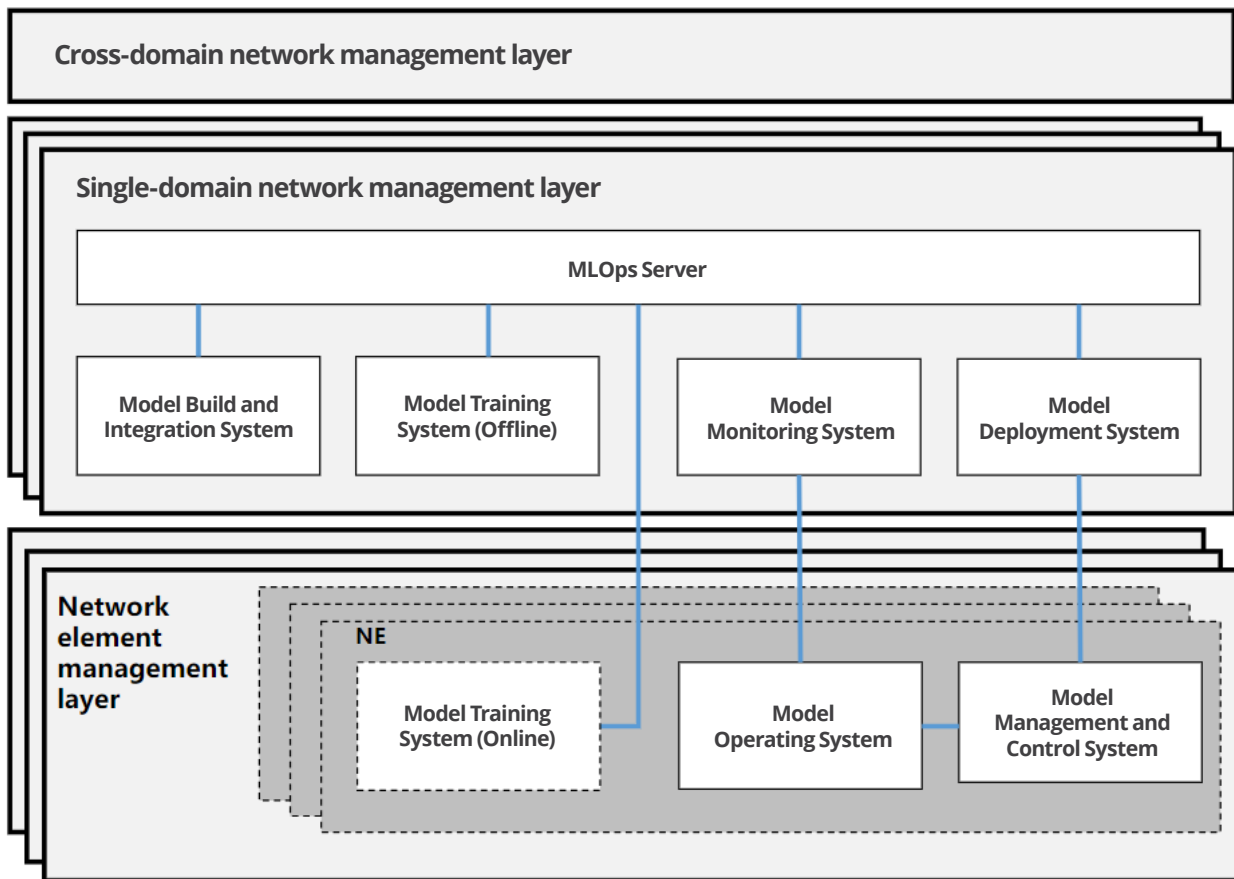 Cross-domain network management layer
Single-domain network management layer
MLOps Server
Model Build and
Integration System
Model Training
System (Offline)
Model
Monitoring System
Model
Deployment System
Network
element
management
layer
NE
Model Training
System (Online)
Model
Operating System
Model
Management and
Control System